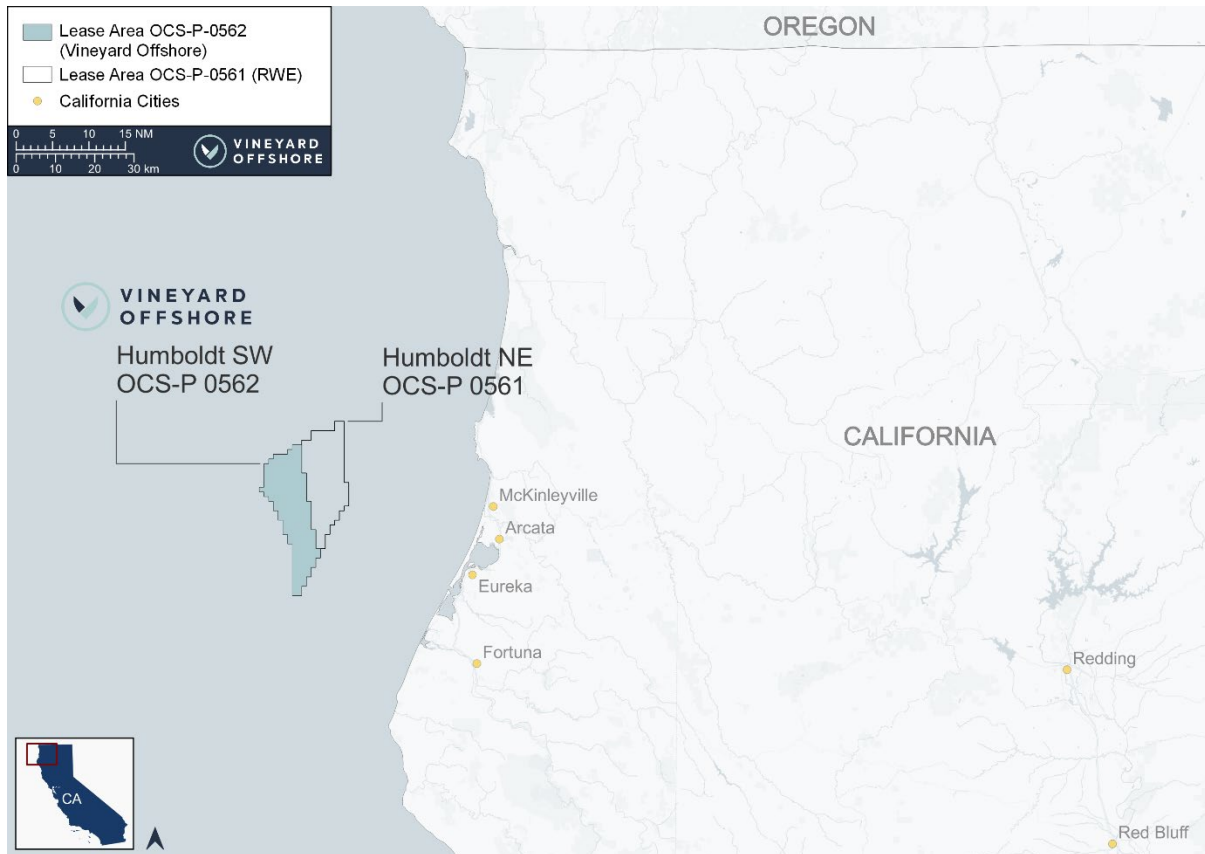 Lease Area OCS-P-0562
(Vineyard Offshore)
Lease Area OCS-P-0561 (RWE)
California Cities
0 5 10 15 NM
0 10 20 30 km
VINEYARD
OFFSHORE
OREGON
VINEYARD
OFFSHORE
Humboldt SW
OCS-P 0562
Humboldt NE
OCS-P 0561
CALIFORNIA
McKinleyville
Arcata
Eureka
Fortuna
Redding
Red Bluff
CA